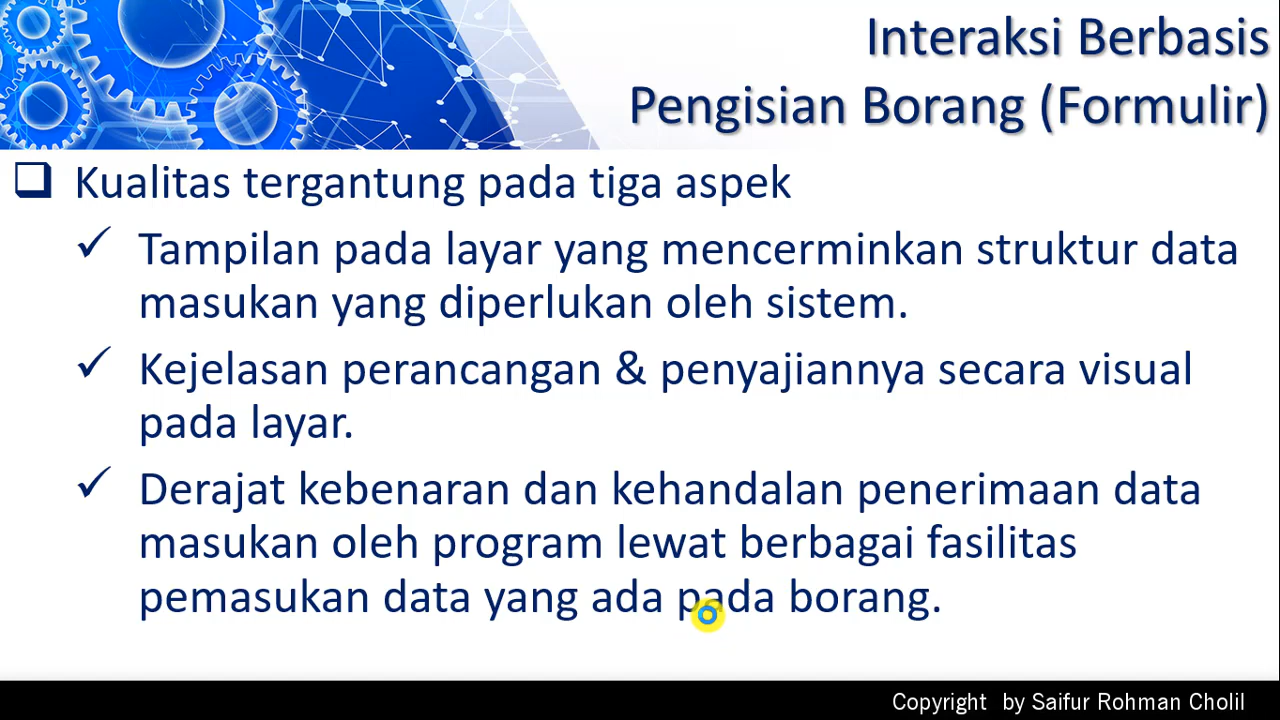 Interaksi Berbasis
Pengisian Borang (Formulir)
Kualitas tergantung pada tiga aspek
Tampilan pada layar yang mencerminkan struktur data
masukan yang diperlukan oleh sistem.
Kejelasan perancangan & penyajiannya secara visual
pada layar.
Derajat kebenaran dan kehandalan penerimaan data
masukan oleh program lewat berbagai fasilitas
pemasukan data yang ada pada borang.
Copyright by Saifur Rohman Cholil